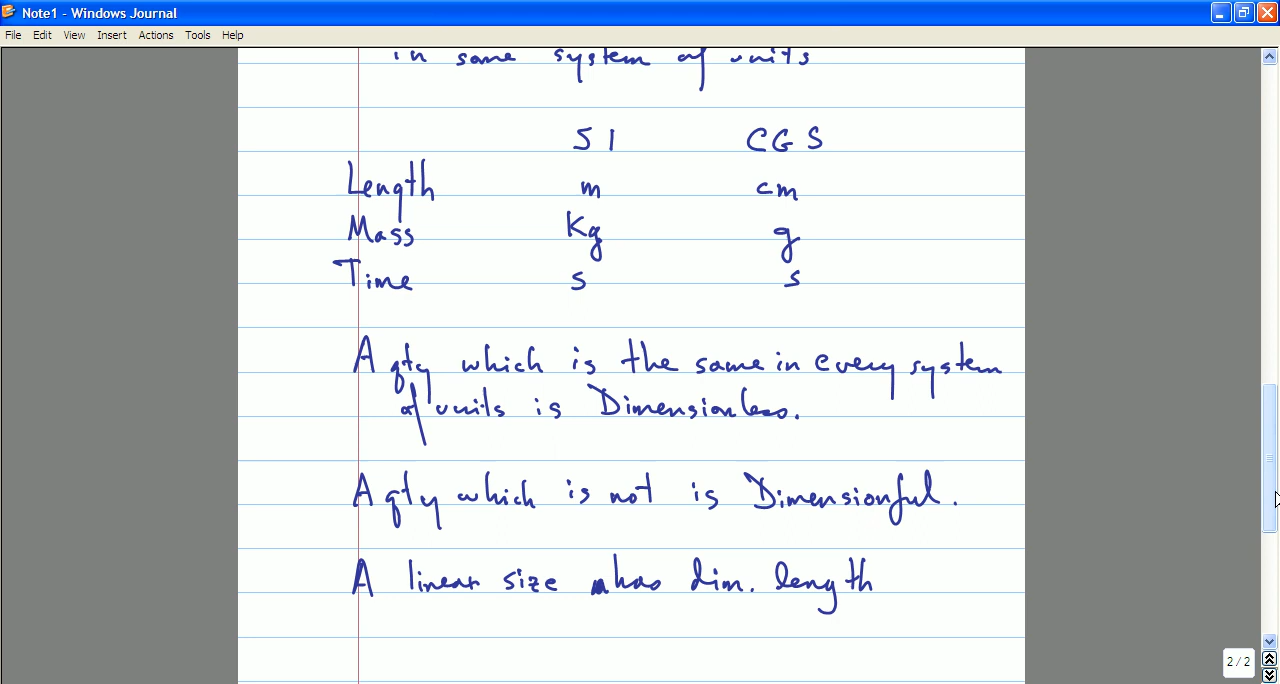 Note1 - Windows Journal
File Edit View Insert Actions Tools Help
in some system of units
SI CGS
Length m cm
Mass Kg g
Time s s
A qty which is the same in every system
of units is Dimensionless.
A qty which is not is Dimensionful.
A linear size has dim. length
2 / 2